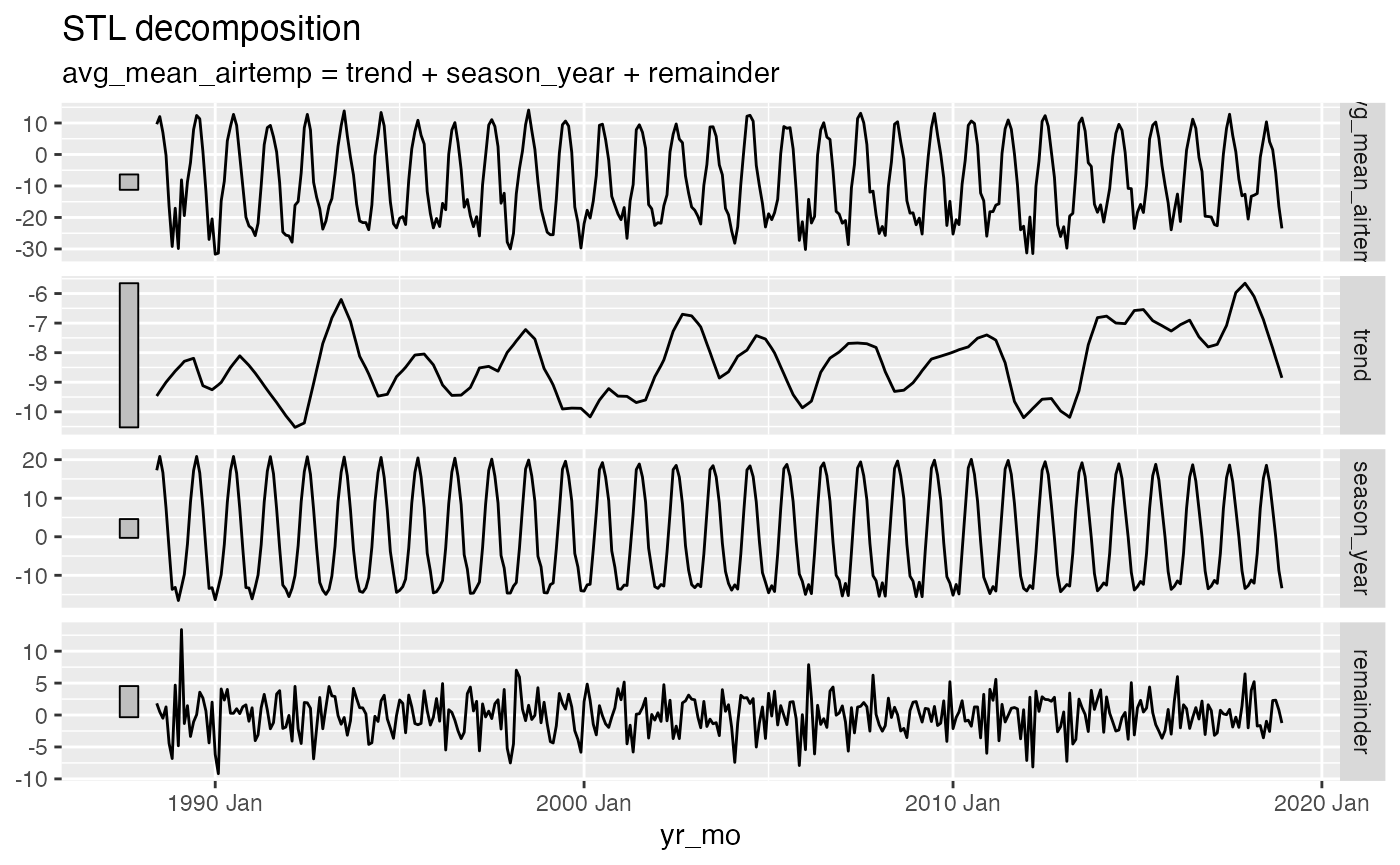 STL decomposition
avg_mean_airtemp = trend + season_year + remainder
10
0
-10
-20
-30
-6
-7
-8
-9
-10
trend
20
10
0
-10
season_year
10
5
0
-5
-10
remainder
1990 Jan
2000 Jan
2010 Jan
2020 Jan
yr_mo